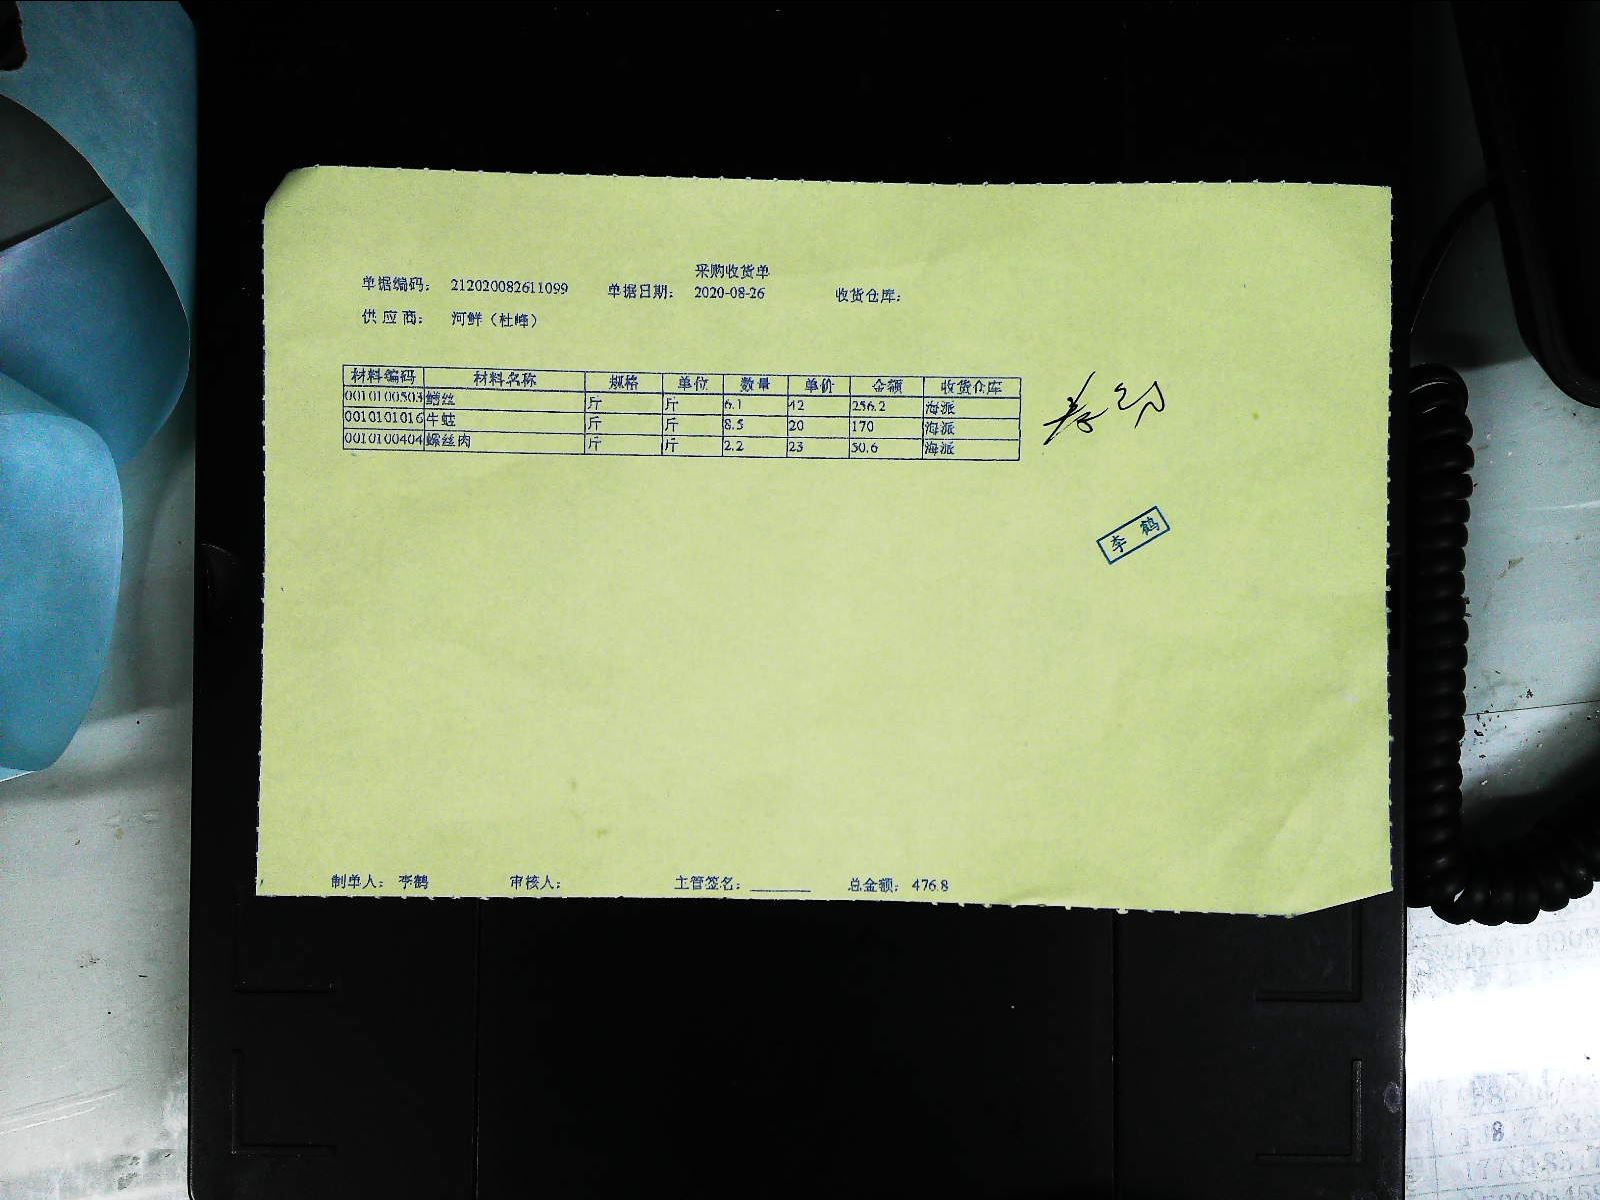 采购收货单
单据编码： 212020082611099 单据日期： 2020-08-26 收货仓库：
供应商： 河鲜（杜峰）
材料编码 材料名称 规格 单位 数量 单价 金额 收货仓库
0010100503 鳝丝 斤 斤 6.1 42 256.2 海派
0010101016 牛蛙 斤 斤 8.5 20 170 海派
0010100404 螺丝肉 斤 斤 2.2 23 50.6 海派
李鹤
制单人： 李鹤 审核人： 主管签名：________ 总金额： 476.8